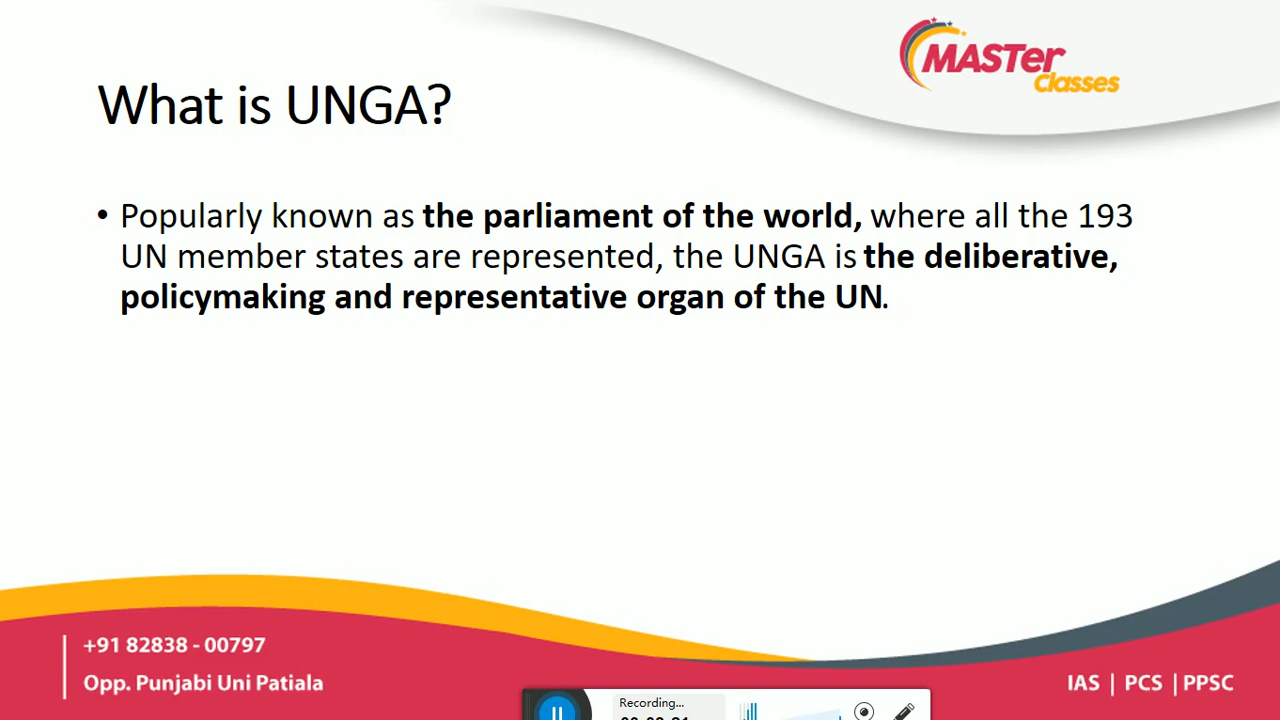 MASTer
Classes
What is UNGA?
• Popularly known as the parliament of the world, where all the 193
UN member states are represented, the UNGA is the deliberative,
policymaking and representative organ of the UN.
+91 82838 - 00797
Opp. Punjabi Uni Patiala
IAS | PCS | PPSC
Recording...